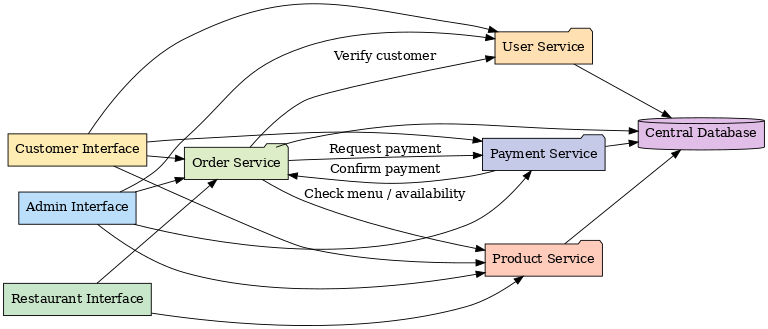 User Service
Verify customer
Central Database
Customer Interface
Order Service
Request payment
Payment Service
Confirm payment
Check menu / availability
Admin Interface
Product Service
Restaurant Interface